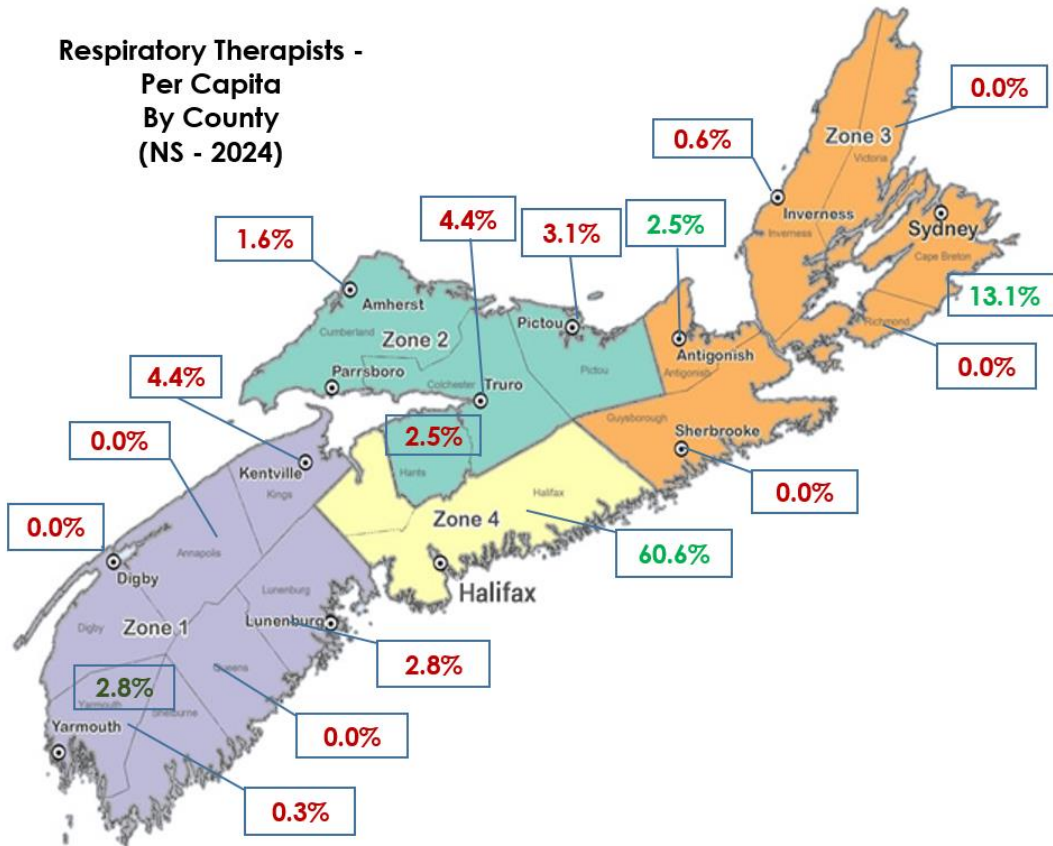 Respiratory Therapists -
Per Capita
By County
(NS - 2024)
0.0%
Zone 3
Victoria
0.6%
Inverness
Inverness
Sydney
Cape Breton
13.1%
Richmond
0.0%
4.4%
3.1%
2.5%
1.6%
Amherst
Cumberland
Zone 2
Pictou
Pictou
Antigonish
Antigonish
Parrsboro
Colchester
Truro
4.4%
Guysborough
Sherbrooke
2.5%
0.0%
Kentville
Hants
Kings
Halifax
0.0%
Zone 4
60.6%
0.0%
Annapolis
Digby
Halifax
Lunenburg
Digby
Zone 1
Lunenburg
2.8%
2.8%
Queens
Yarmouth
Shelburne
Yarmouth
0.0%
0.3%